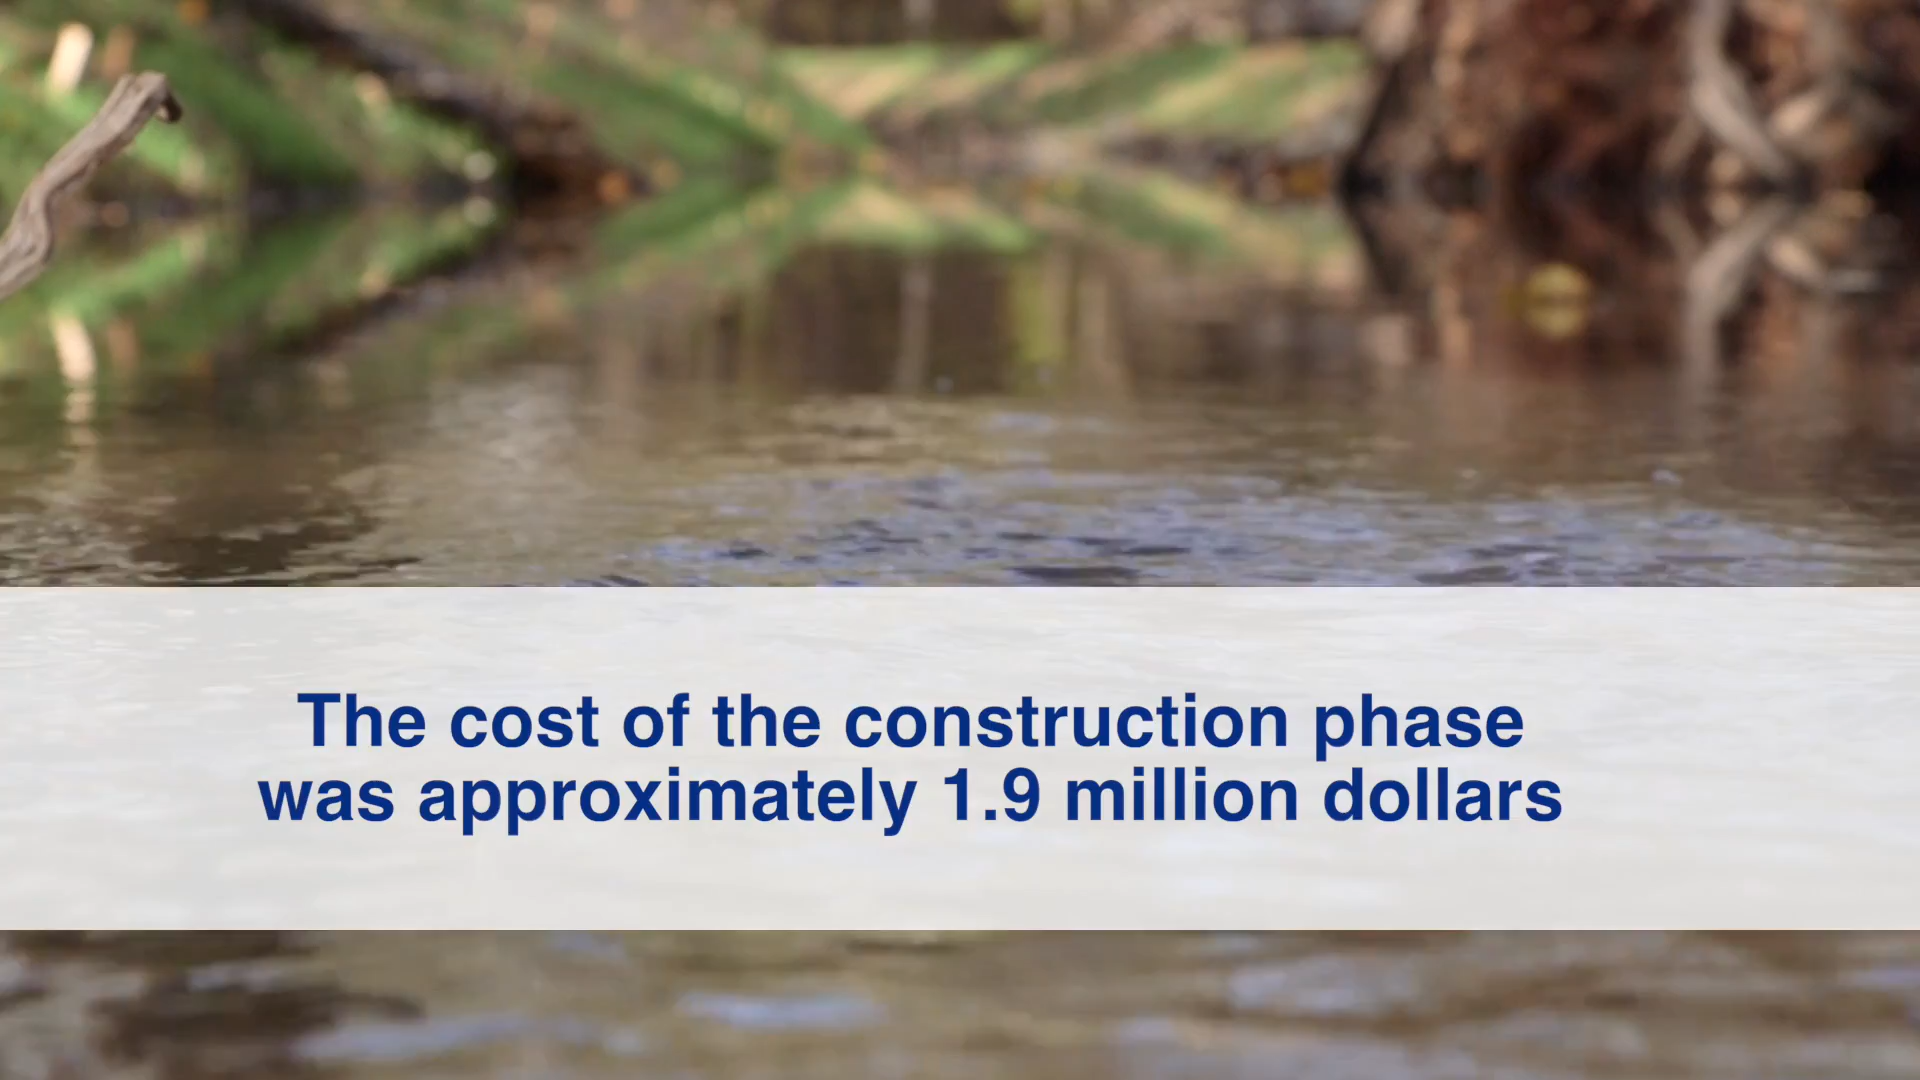 The cost of the construction phase
was approximately 1.9 million dollars